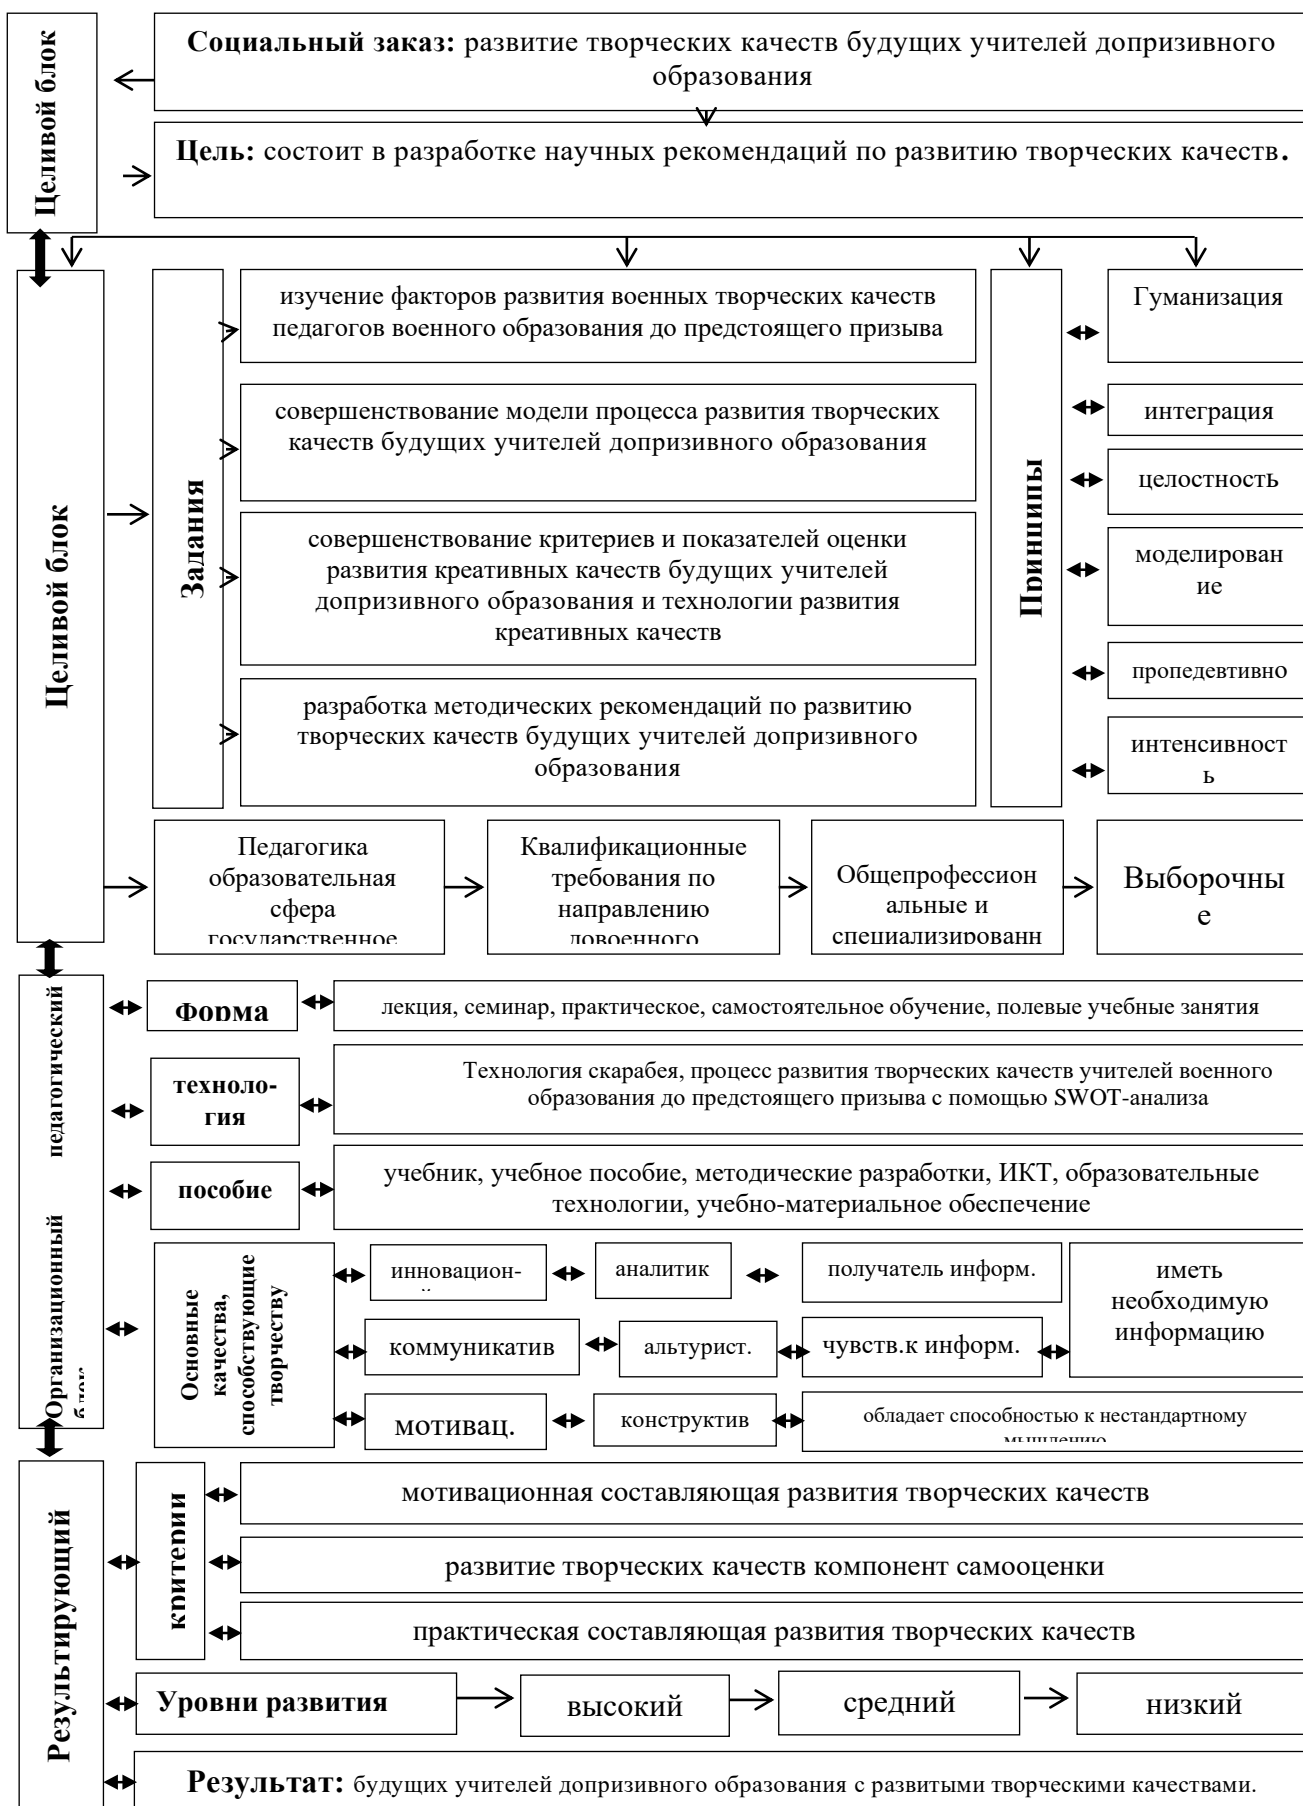 Целивой блок
Социальный заказ: развитие творческих качеств будущих учителей допризивного
образования
Цель: состоит в разработке научных рекомендаций по развитию творческих качеств.
Целивой блок
Задания
изучение факторов развития военных творческих качеств
педагогов военного образования до предстоящего призыва
совершенствование модели процесса развития творческих
качеств будущих учителей допризивного образования
совершенствование критериев и показателей оценки
развития креативных качеств будущих учителей
допризивного образования и технологии развития
креативных качеств
разработка методических рекомендаций по развитию
творческих качеств будущих учителей допризивного
образования
Принципы
Гуманизация
интеграция
целостность
моделирован
ие
пропедевтивно
интенсивност
ь
Педагогика
образовательная
сфера
государственное
Квалификационные
требования по
направлению
довоенного
Общепрофессион
альные и
специализированн
Выборочны
е
Организационный педагогический
блок
Форма
лекция, семинар, практическое, самостоятельное обучение, полевые учебные занятия
техноло-
гия
Технология скарабея, процесс развития творческих качеств учителей военного
образования до предстоящего призыва с помощью SWOT-анализа
пособие
учебник, учебное пособие, методические разработки, ИКТ, образовательные
технологии, учебно-материальное обеспечение
Основные
качества,
способствующие
творчеству
инновацион-
аналитик
получатель информ.
иметь
необходимую
информацию
коммуникатив
альтурист.
чувств.к информ.
мотивац.
конструктив
обладает способностью к нестандартному
мышлению
Результирующий
критерии
мотивационная составляющая развития творческих качеств
развитие творческих качеств компонент самооценки
практическая составляющая развития творческих качеств
Уровни развития
высокий
средний
низкий
Результат: будущих учителей допризивного образования с развитыми творческими качествами.